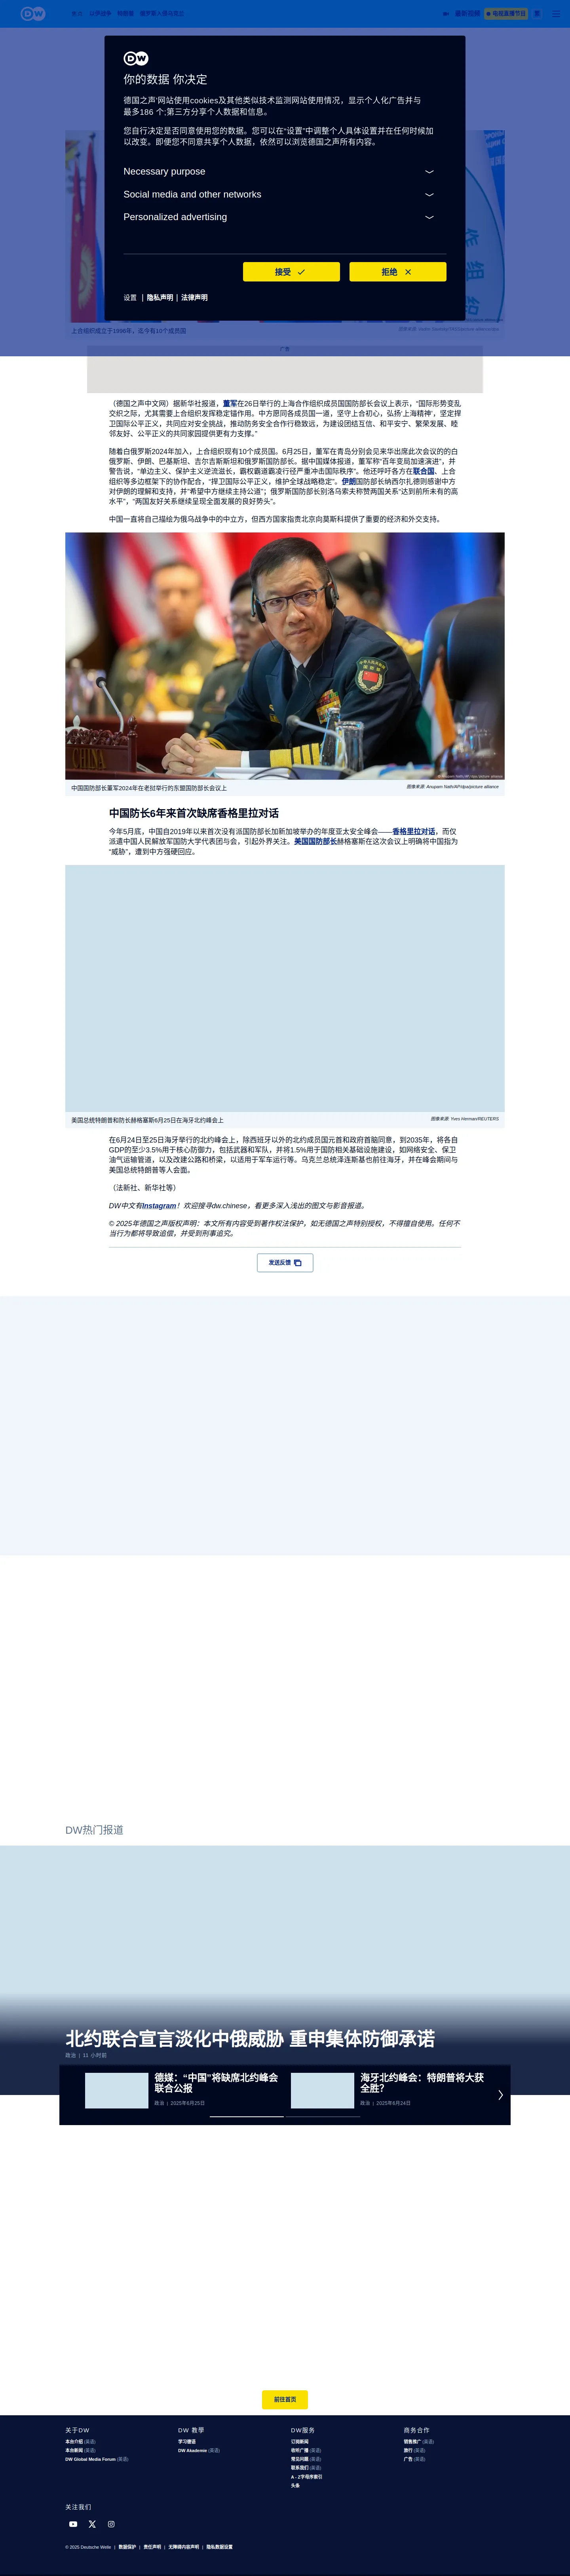 DW
以伊战争
特朗普
俄罗斯入侵乌克兰
最新视频
电视直播节目
DW
你的数据 你决定
德国之声'网站使用cookies及其他类似技术监测网站使用情况，显示个人化广告并与
最多186 个;第三方分享个人数据和信息。
您自行决定是否同意使用您的数据。您可以在“设置”中调整个人具体设置并在任何时候加
以改变。即便您不同意共享个人数据，依然可以浏览德国之声所有内容。
Necessary purpose
Social media and other networks
Personalized advertising
接受
拒绝
设置 | 隐私声明 | 法律声明
上合组织成立于1996年，迄今有10个成员国
广告
（德国之声中文网）据新华社报道，董军在26日举行的上海合作组织成员国国防部长会议上表示，“国际形势变乱
交织之际，尤其需要上合组织发挥稳定锚作用。中方愿同各成员国一道，坚守上合初心，弘扬‘上海精神’，坚定捍
卫国际公平正义，共同应对安全挑战，推动防务安全合作行稳致远，为建设团结互信、和平安宁、繁荣发展、睦
邻友好、公平正义的共同家园提供更有力支撑。”
随着白俄罗斯2024年加入，上合组织现有10个成员国。6月25日，董军在青岛分别会见来华出席此次会议的的白
俄罗斯、伊朗、巴基斯坦、吉尔吉斯斯坦和俄罗斯国防部长。据中国媒体报道，董军称“百年变局加速演进”，并
警告说，“单边主义、保护主义逆流滋长，霸权霸道霸凌行径严重冲击国际秩序”。他还呼吁各方在联合国、上合
组织等多边框架下的协作配合，“捍卫国际公平正义，维护全球战略稳定”。伊朗国防部长纳西尔扎德则感谢中方
对伊朗的理解和支持，并“希望中方继续主持公道”；俄罗斯国防部长别洛乌索夫称赞两国关系“达到前所未有的高
水平”，“两国友好关系继续呈现全面发展的良好势头”。
中国一直将自己描绘为俄乌战争中的中立方，但西方国家指责北京向莫斯科提供了重要的经济和外交支持。
CHINA
中国国防部长董军2024年在老挝举行的东盟国防部长会议上
图像来源: Anupam Nath/AP/dpa/picture alliance
中国防长6年来首次缺席香格里拉对话
今年5月底，中国自2019年以来首次没有派国防部长加新加坡举办的年度亚太安全峰会——香格里拉对话，而仅
派遣中国人民解放军国防大学代表团与会，引起外界关注。美国国防部长赫格塞斯在这次会议上明确将中国指为
“威胁”，遭到中方强硬回应。
美国总统特朗普和防长赫格塞斯6月25日在海牙北约峰会上
图像来源: Yves Herman/REUTERS
在6月24日至25日海牙举行的北约峰会上，除西班牙以外的北约成员国元首和政府首脑同意，到2035年，将各自
GDP的至少3.5%用于核心防御力，包括武器和军队，并将1.5%用于国防相关基础设施建设，如网络安全、保卫
油气运输管道，以及改建公路和桥梁，以适用于军车运行等。乌克兰总统泽连斯基也前往海牙，并在峰会期间与
美国总统特朗普等人会面。
（法新社、新华社等）
DW中文有Instagram！欢迎搜寻dw.chinese，看更多深入浅出的图文与影音报道。
© 2025年德国之声版权声明：本文所有内容受到著作权法保护，如无德国之声特别授权，不得擅自使用。任何不
当行为都将导致追偿，并受到刑事追究。
发送反馈
DW热门报道
北约联合宣言淡化中俄威胁 重申集体防御承诺
政治 | 11 小时前
德媒：“中国”将缺席北约峰会
联合公报
政治 | 2025年6月25日
海牙北约峰会：特朗普将大获
全胜？
政治 | 2025年6月24日
前往首页
关于DW
本台介绍 (英语)
本台新闻 (英语)
DW Global Media Forum (英语)
DW 教學
学习德语
DW Akademie (英语)
DW服务
订阅新闻
收听广播 (英语)
常见问题 (英语)
联系我们 (英语)
A - Z字母序索引
头条
商务合作
销售推广 (英语)
旅行 (英语)
广告 (英语)
关注我们
© 2025 Deutsche Welle | 数据保护 | 责任声明 | 无障碍内容声明 | 隐私数据设置